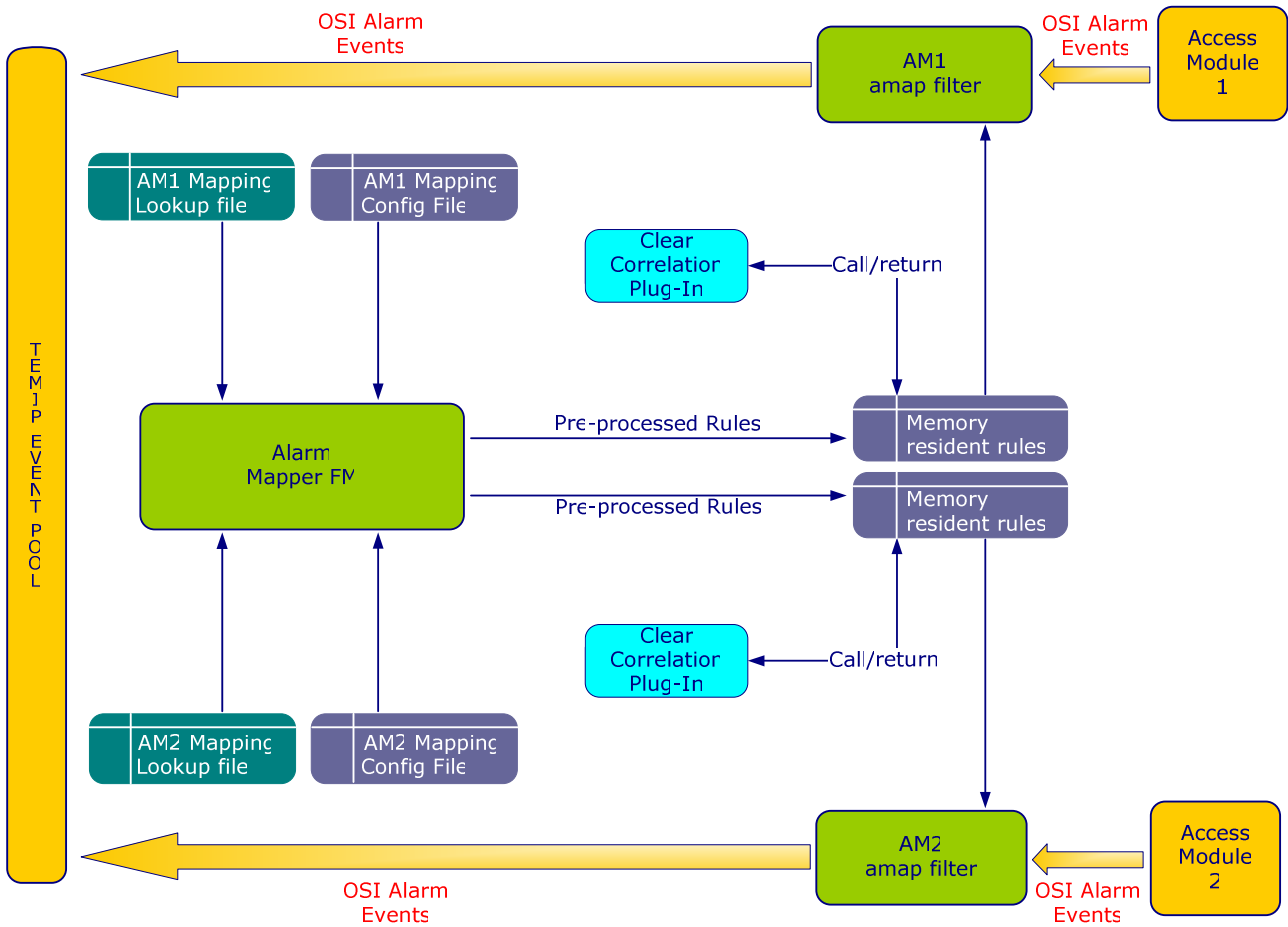 OSI Alarm
Events
OSI Alarm
Events
Access
Module
1
AM1
amap filter
AM1 Mapping
Lookup file
AM1 Mapping
Config File
Clear
Correlation
Plug-In
Call/return
TEMIP EVENT POOL
Alarm
Mapper FM
Pre-processed Rules
Memory
resident rules
Pre-processed Rules
Memory
resident rules
Clear
Correlation
Plug-In
Call/return
AM2 Mapping
Lookup file
AM2 Mapping
Config File
AM2
amap filter
Access
Module
2
OSI Alarm
Events
OSI Alarm
Events